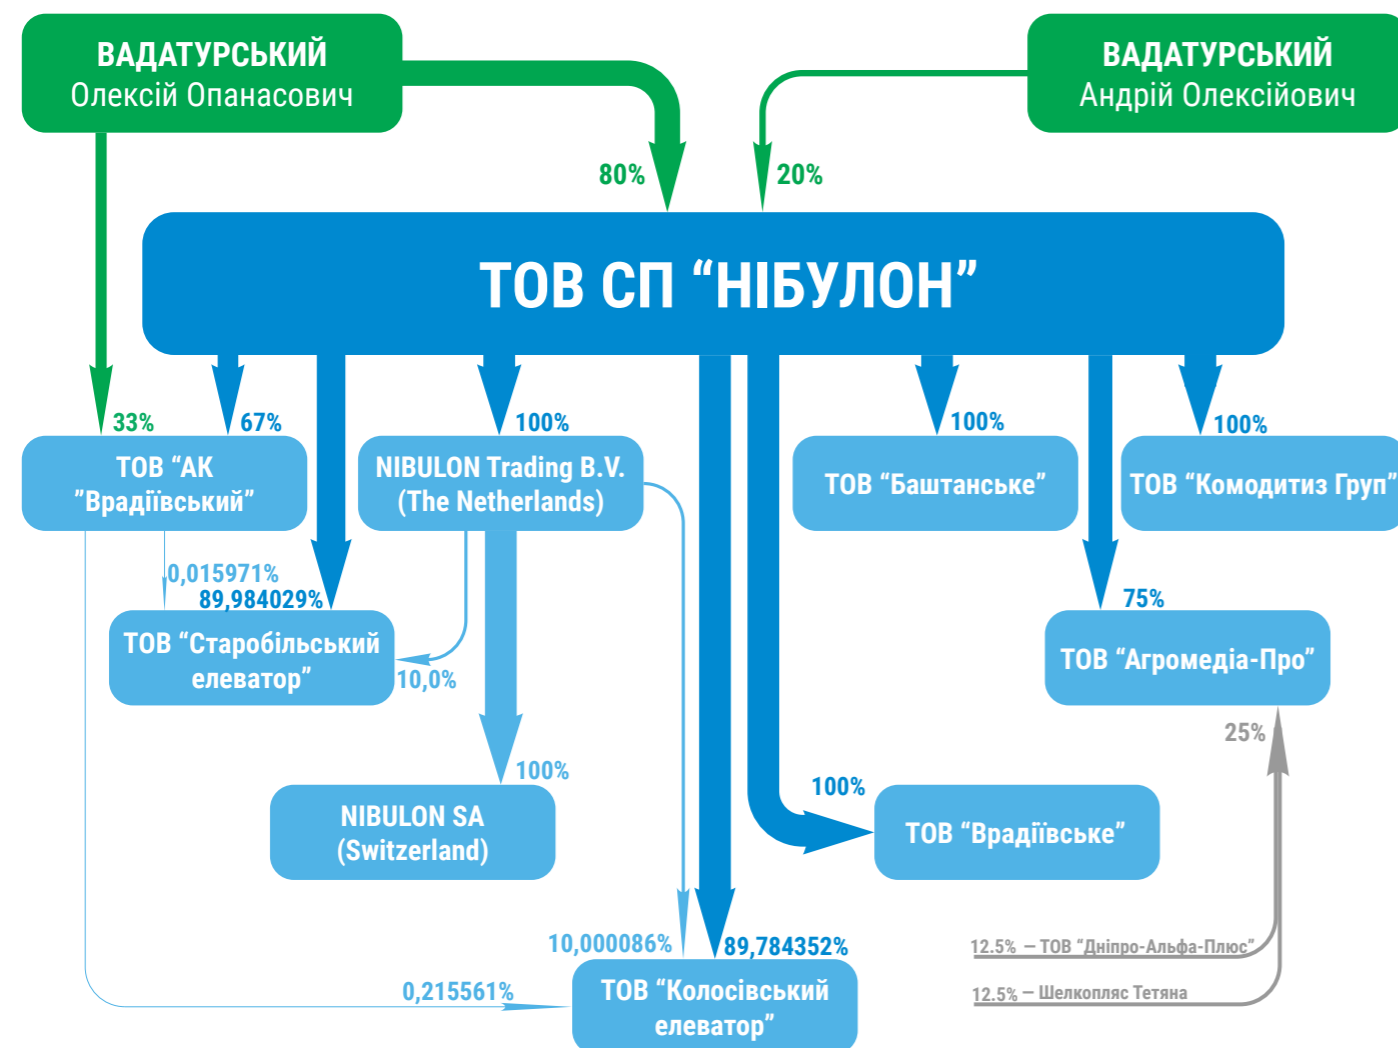 ВАДАТУРСЬКИЙ
Олексій Опанасович
ВАДАТУРСЬКИЙ
Андрій Олексійович
80%
20%
ТОВ СП “НІБУЛОН”
33%
67%
100%
100%
100%
ТОВ “АК
”Врадіївський”
NIBULON Trading B.V.
(The Netherlands)
ТОВ “Баштанське”
ТОВ “Комодитиз Груп”
0,015971%
89,984029%
75%
ТОВ “Старобільський
елеватор”
10,0%
ТОВ “Агромедіа-Про”
25%
100%
100%
NIBULON SA
(Switzerland)
ТОВ “Врадіївське”
10,000086%
89,784352%
12.5% – ТОВ “Дніпро-Альфа-Плюс”
0,215561%
ТОВ “Колосівський
елеватор”
12.5% – Шелкопляс Тетяна